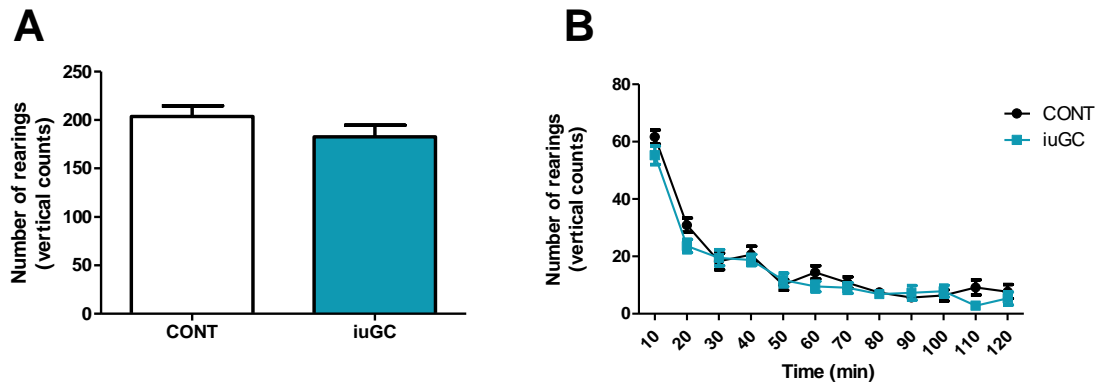 A
Number of rearings
(vertical counts)
250
200
150
100
50
0
CONT
iuGC
B
Number of rearings
(vertical counts)
80
60
40
20
0
10
20
30
40
50
60
70
80
90
100
110
120
Time (min)
CONT
iuGC